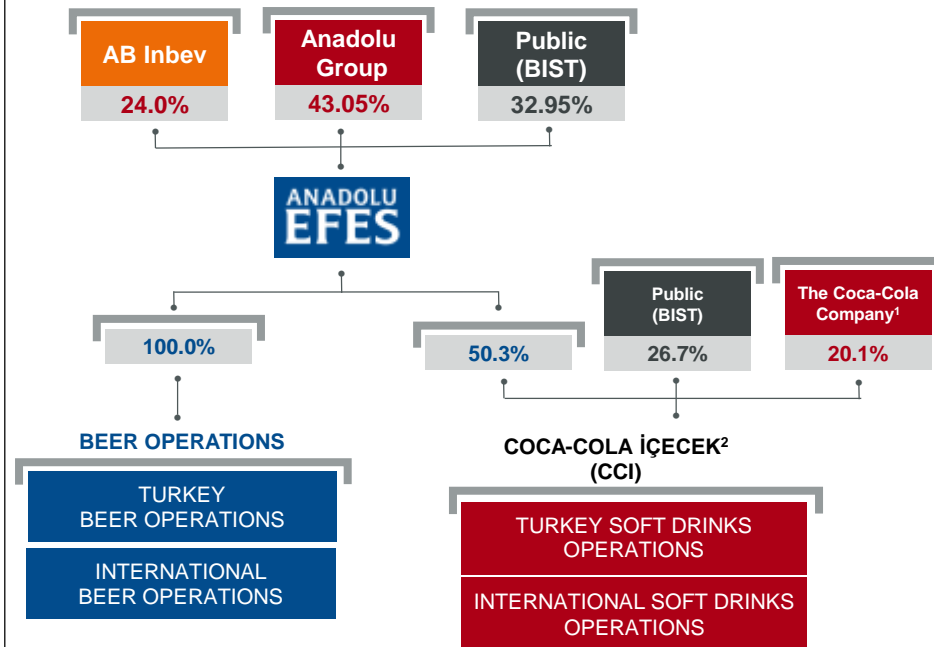 AB Inbev
24.0%
Anadolu
Group
43.05%
Public
(BIST)
32.95%
ANADOLU
EFES
100.0%
50.3%
Public
(BIST)
26.7%
The Coca-Cola
Company¹
20.1%
BEER OPERATIONS
TURKEY
BEER OPERATIONS
INTERNATIONAL
BEER OPERATIONS
COCA-COLA İÇECEK²
(CCI)
TURKEY SOFT DRINKS
OPERATIONS
INTERNATIONAL SOFT DRINKS
OPERATIONS